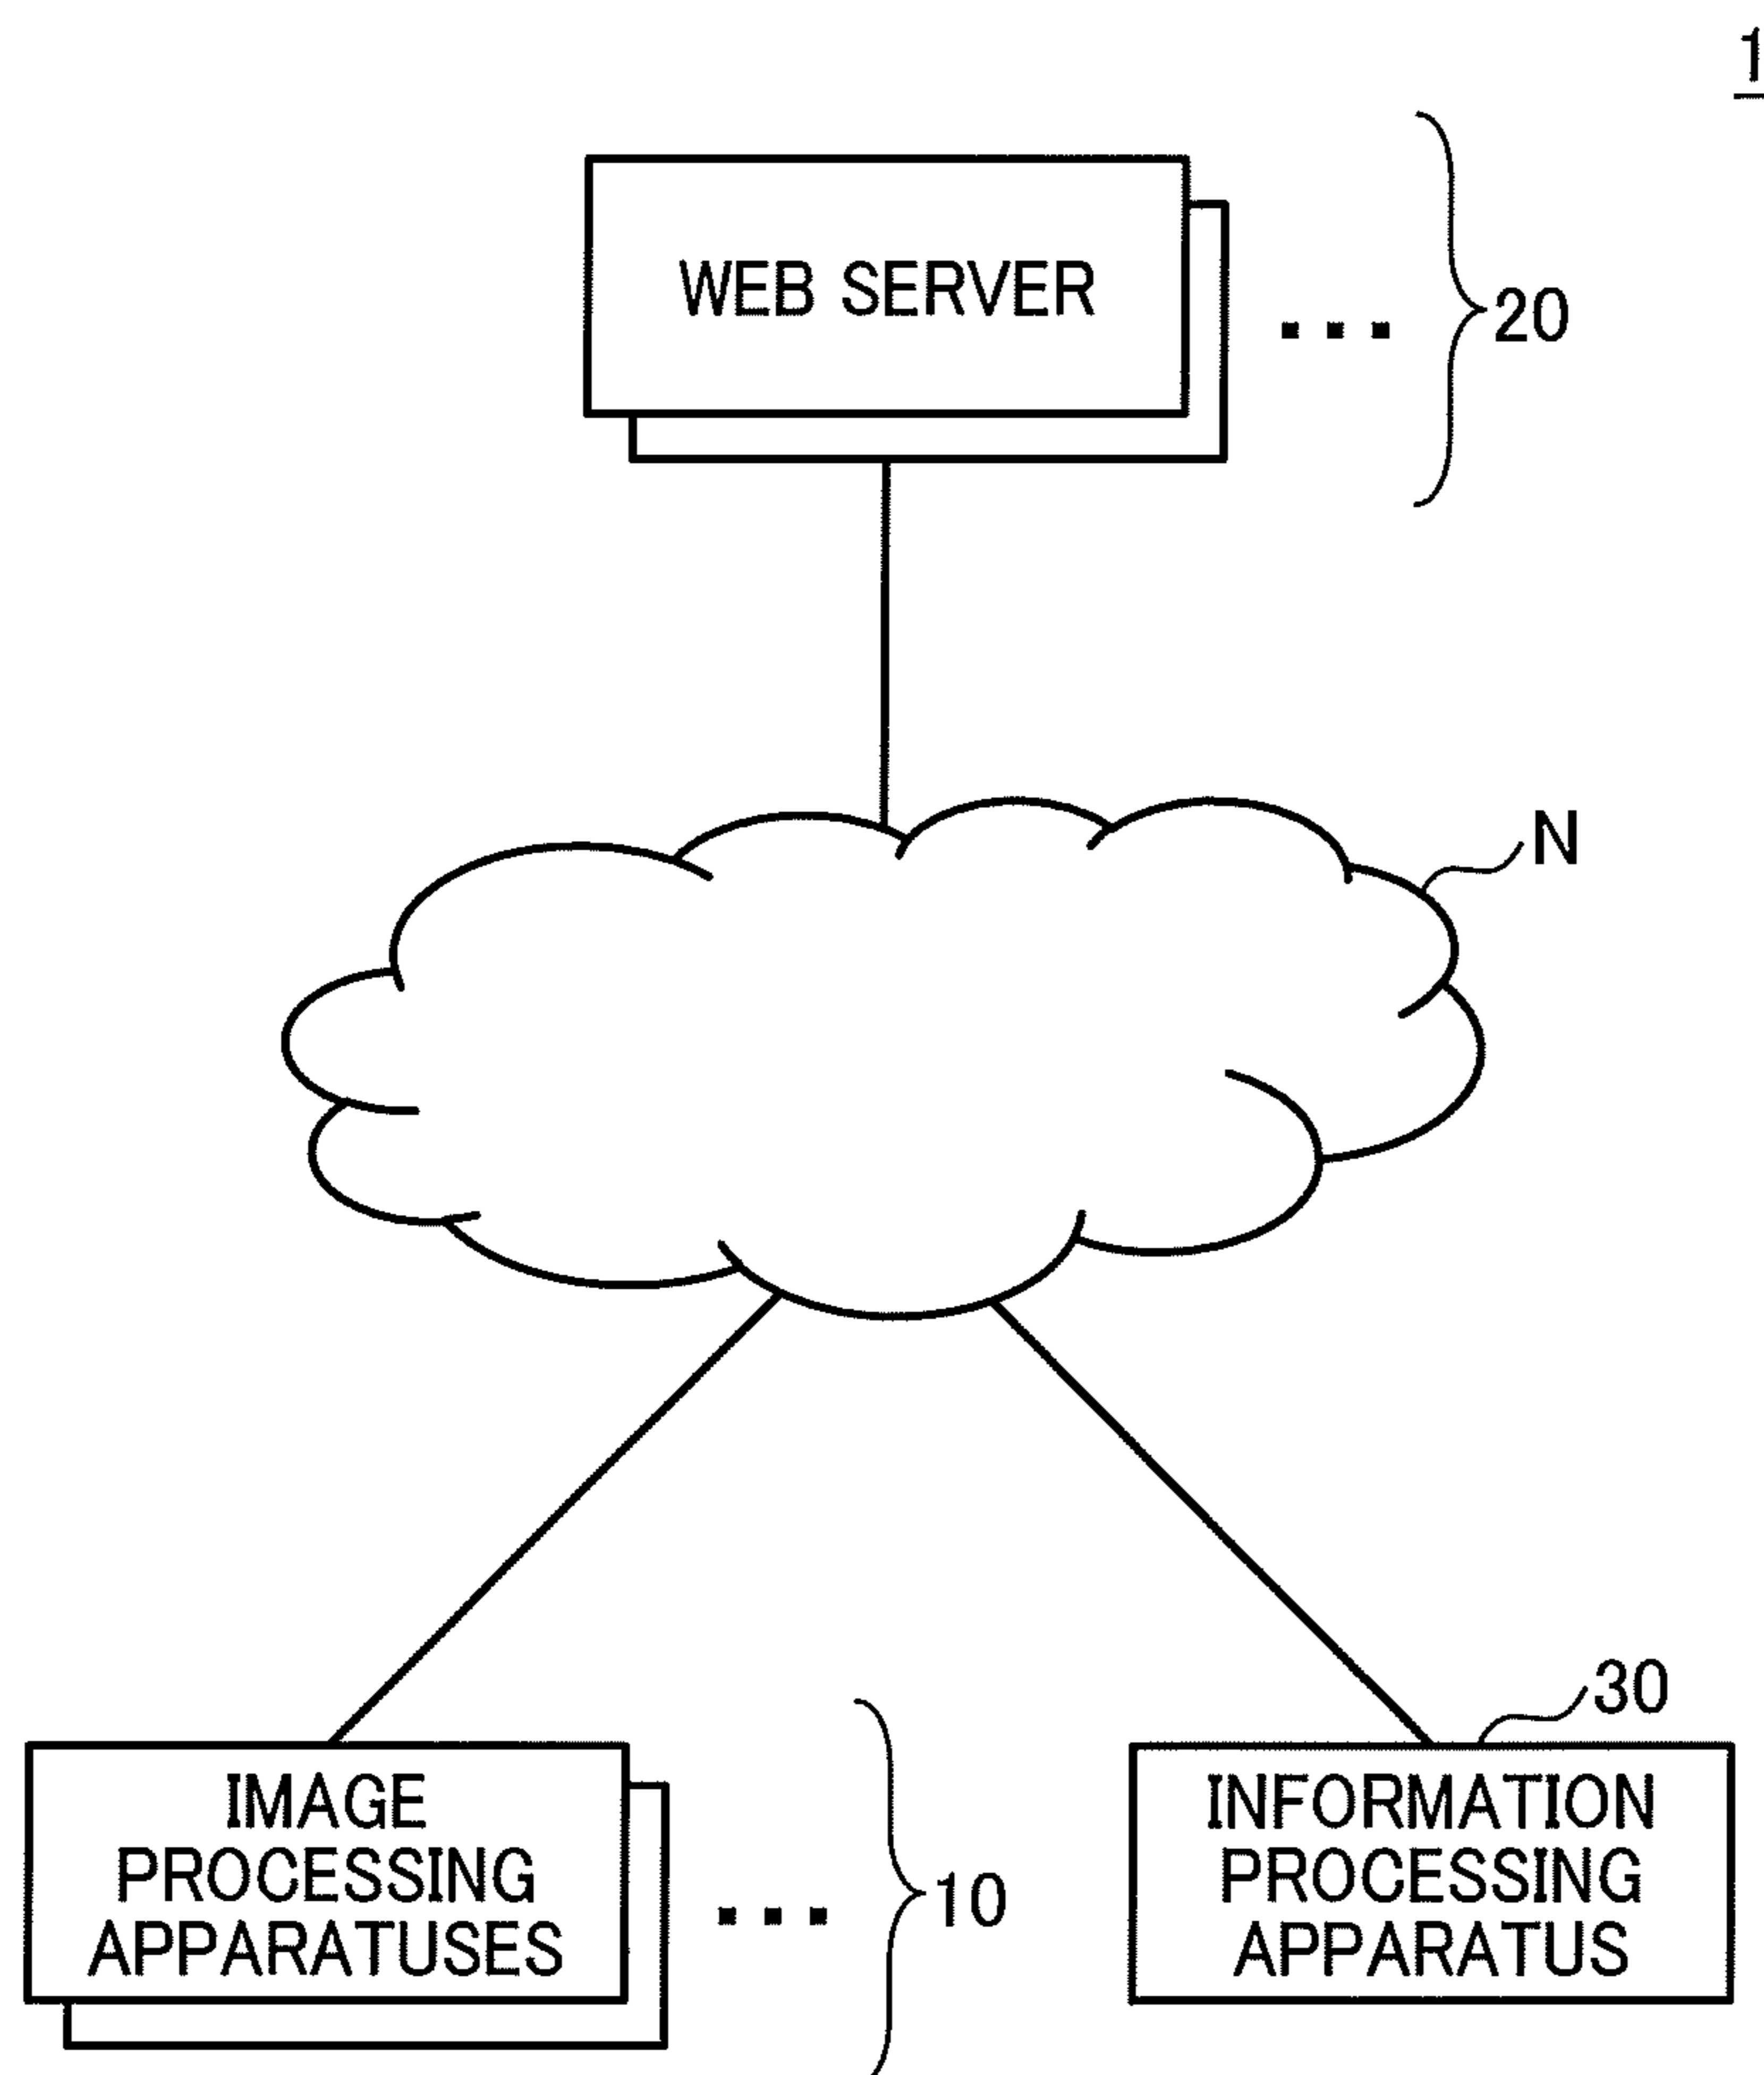 1
WEB SERVER
...
20
N
30
IMAGE
PROCESSING
APPARATUSES
...
10
INFORMATION
PROCESSING
APPARATUS